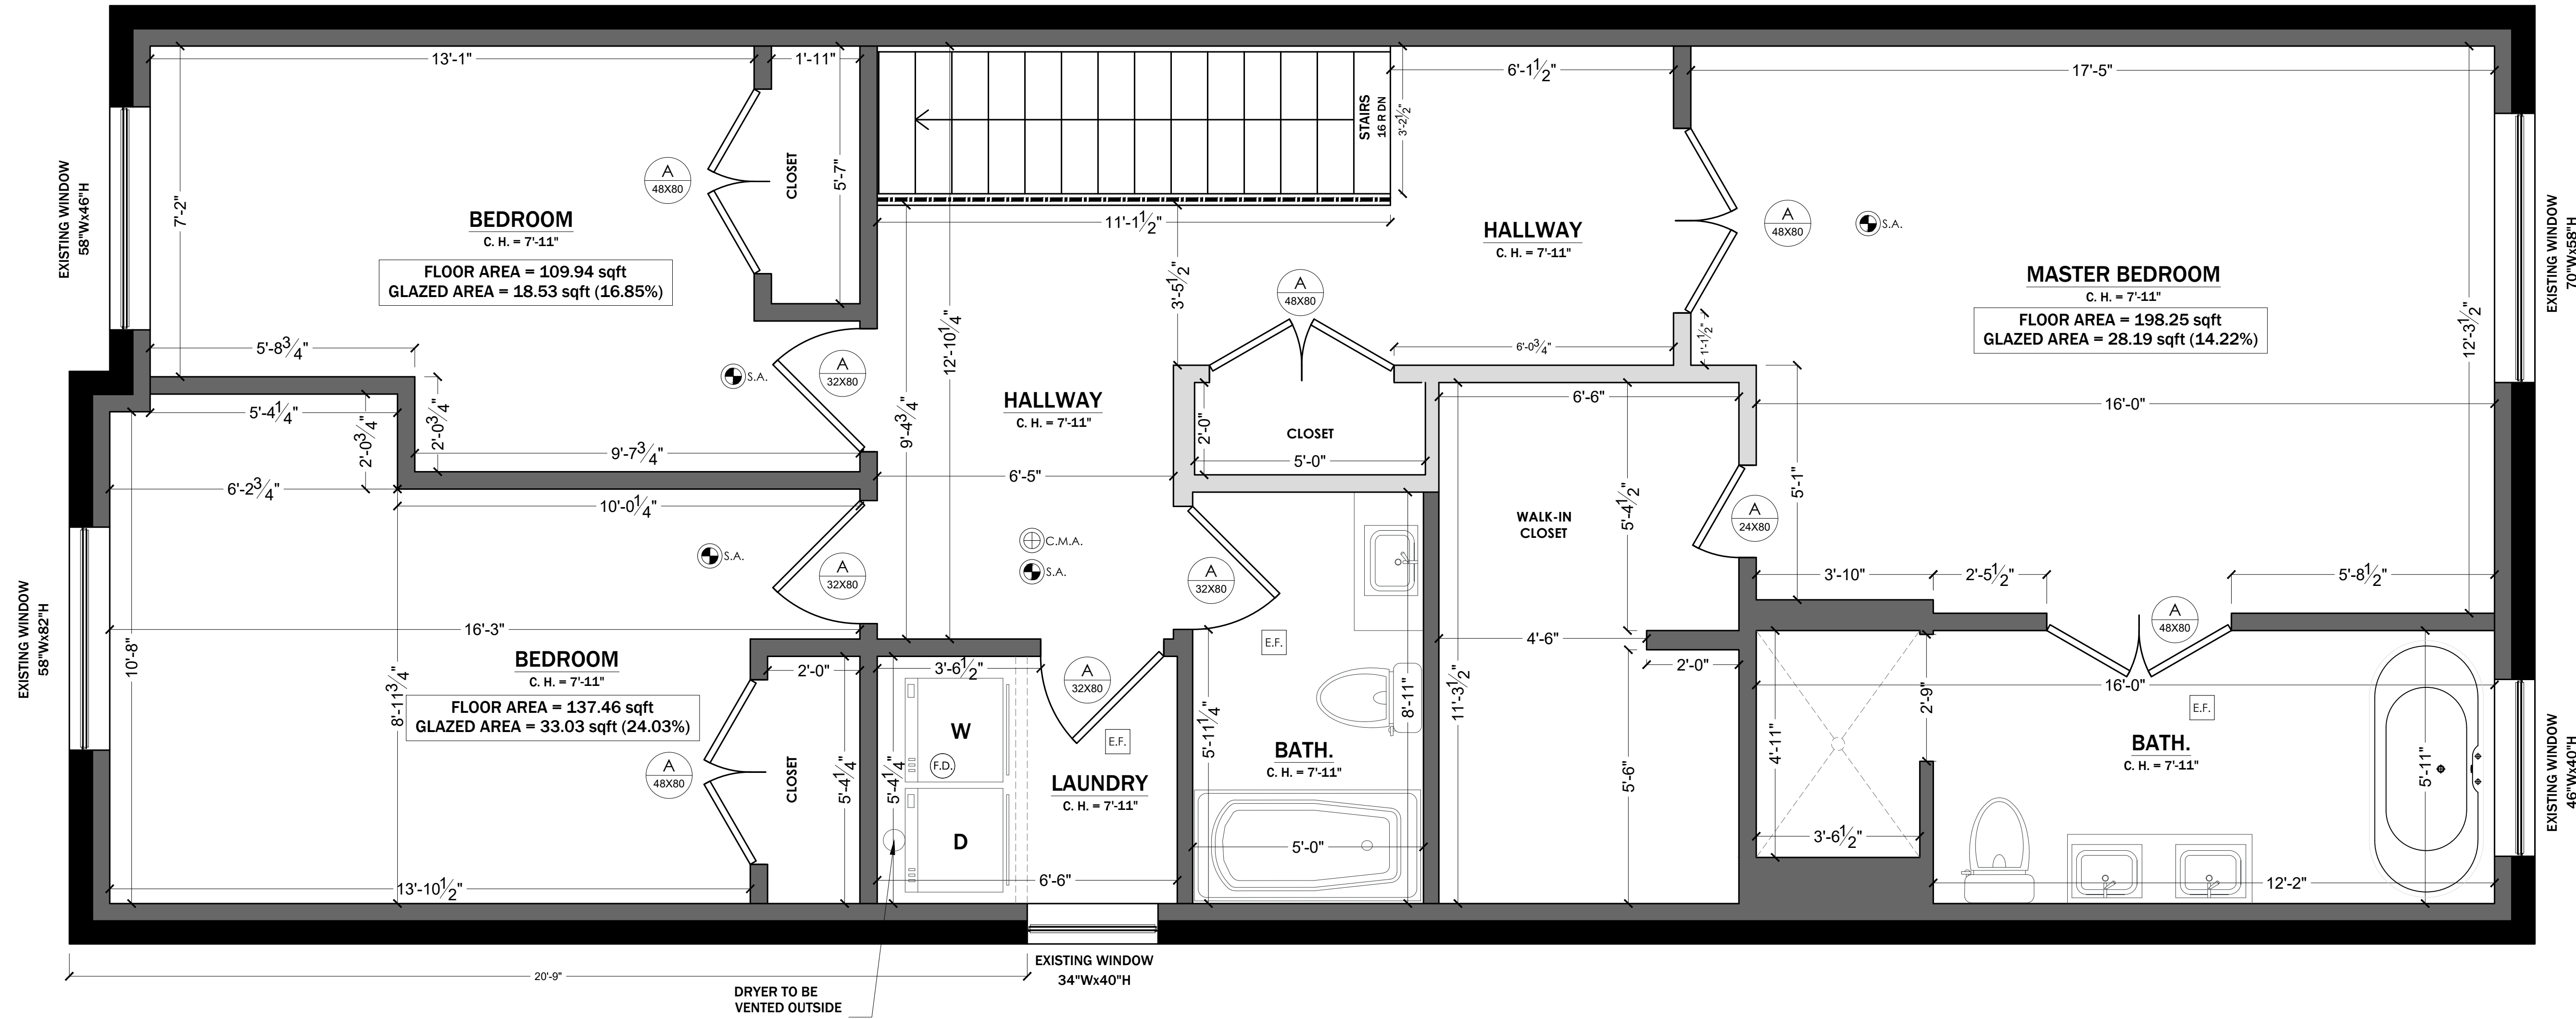 13'-1"
1'-11"
6'-1 1/2"
17'-5"
STAIRS
16 R DN
3'-2 1/2"
EXISTING WINDOW
58"Wx46"H
7'-2"
A
48X80
CLOSET
5'-7"
BEDROOM
C. H. = 7'-11"
FLOOR AREA = 109.94 sqft
GLAZED AREA = 18.53 sqft (16.85%)
11'-1 1/2"
HALLWAY
C. H. = 7'-11"
A
48X80
S.A.
EXISTING WINDOW
70"Wx58"H
MASTER BEDROOM
C. H. = 7'-11"
FLOOR AREA = 198.25 sqft
GLAZED AREA = 28.19 sqft (14.22%)
12'-3 1/2"
3'-5 1/2"
A
48X80
12'-10 1/4"
5'-8 3/4"
6'-0 3/4"
1'-1 1/2"
S.A.
A
32X80
5'-4 1/4"
2'-0 3/4"
2'-0 3/4"
9'-4 3/4"
HALLWAY
C. H. = 7'-11"
6'-6"
16'-0"
2'-0"
CLOSET
5'-0"
9'-7 3/4"
6'-5"
6'-2 3/4"
10'-0 1/4"
5'-1"
5'-4 1/2"
WALK-IN
CLOSET
A
24X80
C.M.A.
S.A.
S.A.
A
32X80
A
32X80
3'-10"
2'-5 1/2"
5'-8 1/2"
EXISTING WINDOW
58"Wx82"H
10'-8"
16'-3"
BEDROOM
C. H. = 7'-11"
FLOOR AREA = 137.46 sqft
GLAZED AREA = 33.03 sqft (24.03%)
8'-11 3/4"
2'-0"
3'-6 1/2"
A
32X80
E.F.
4'-6"
2'-0"
A
48X80
16'-0"
2'-9"
E.F.
8'-11"
11'-3 1/2"
5'-11 1/4"
W
F.D.
E.F.
A
48X80
CLOSET
5'-4 1/4"
5'-4 1/4"
LAUNDRY
C. H. = 7'-11"
BATH.
C. H. = 7'-11"
5'-6"
4'-11"
BATH.
C. H. = 7'-11"
5'-11"
EXISTING WINDOW
46"Wx40"H
D
5'-0"
3'-6 1/2"
13'-10 1/2"
6'-6"
12'-2"
20'-9"
EXISTING WINDOW
34"Wx40"H
DRYER TO BE
VENTED OUTSIDE